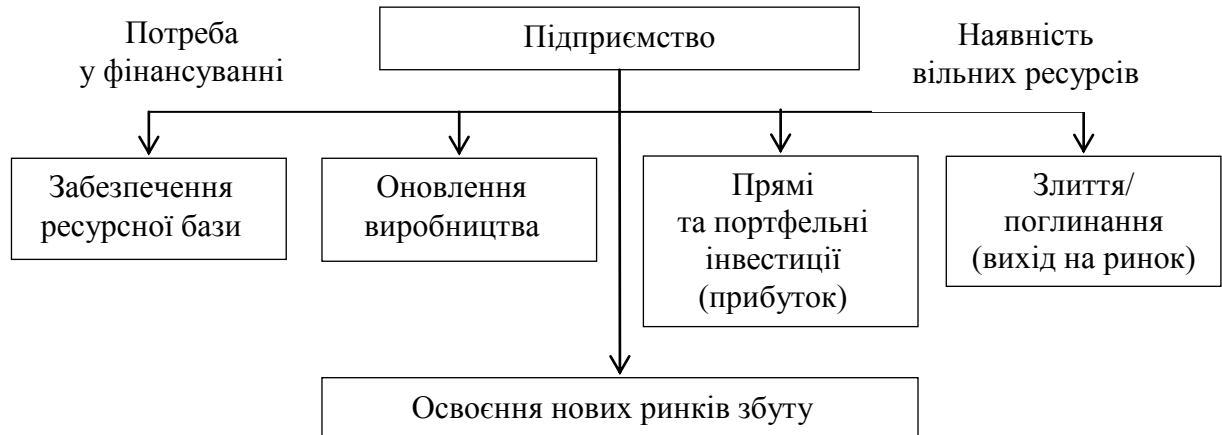 Потреба
у фінансуванні
Підприємство
Наявність
вільних ресурсів
Забезпечення
ресурсної бази
Оновлення
виробництва
Прямі
та портфельні
інвестиції
(прибуток)
Злиття/
поглинання
(вихід на ринок)
Освоєння нових ринків збуту